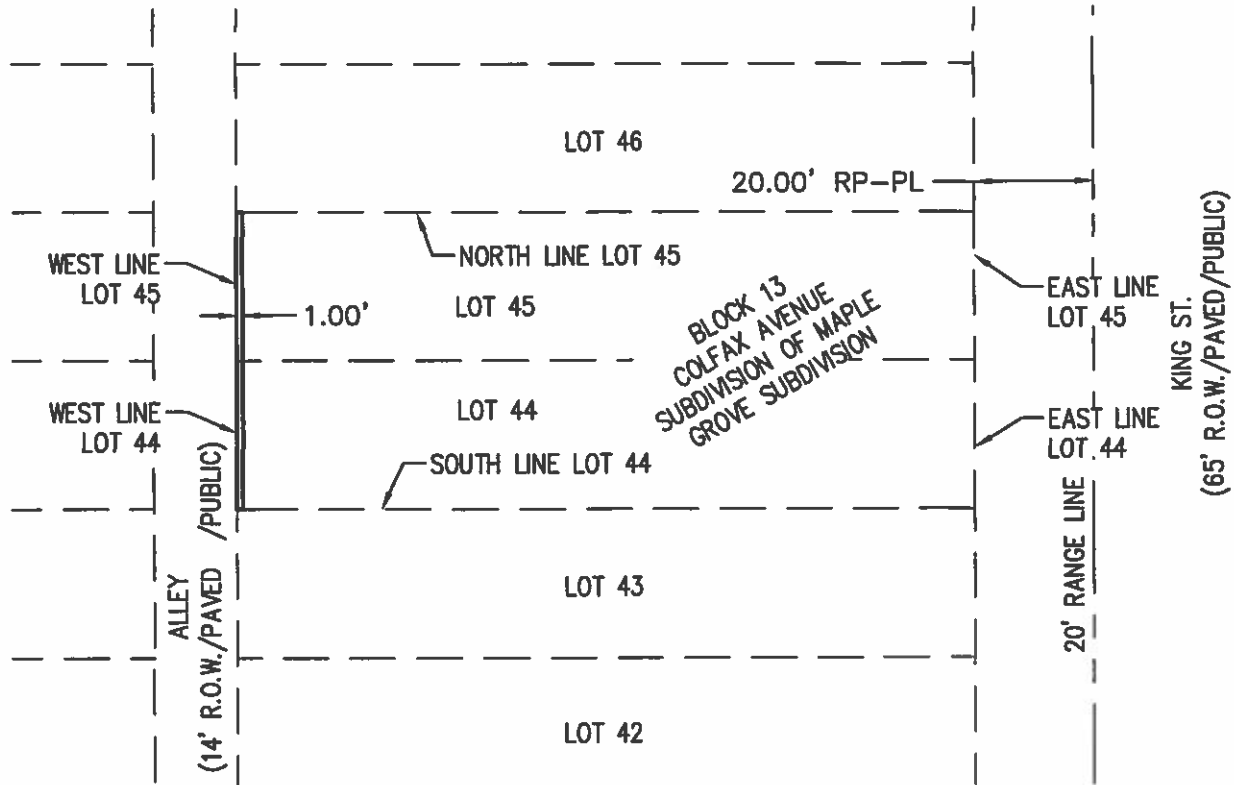 LOT 46
20.00' RP-PL
WEST LINE
LOT 45
NORTH LINE LOT 45
1.00'
LOT 45
BLOCK 13
COLFAX AVENUE
SUBDIVISION OF MAPLE
GROVE SUBDIVISION
EAST LINE
LOT 45
KING ST.
(65' R.O.W./PAVED/PUBLIC)
WEST LINE
LOT 44
LOT 44
SOUTH LINE LOT 44
EAST LINE
LOT 44
20' RANGE LINE
ALLEY
(14' R.O.W./PAVED /PUBLIC)
LOT 43
LOT 42